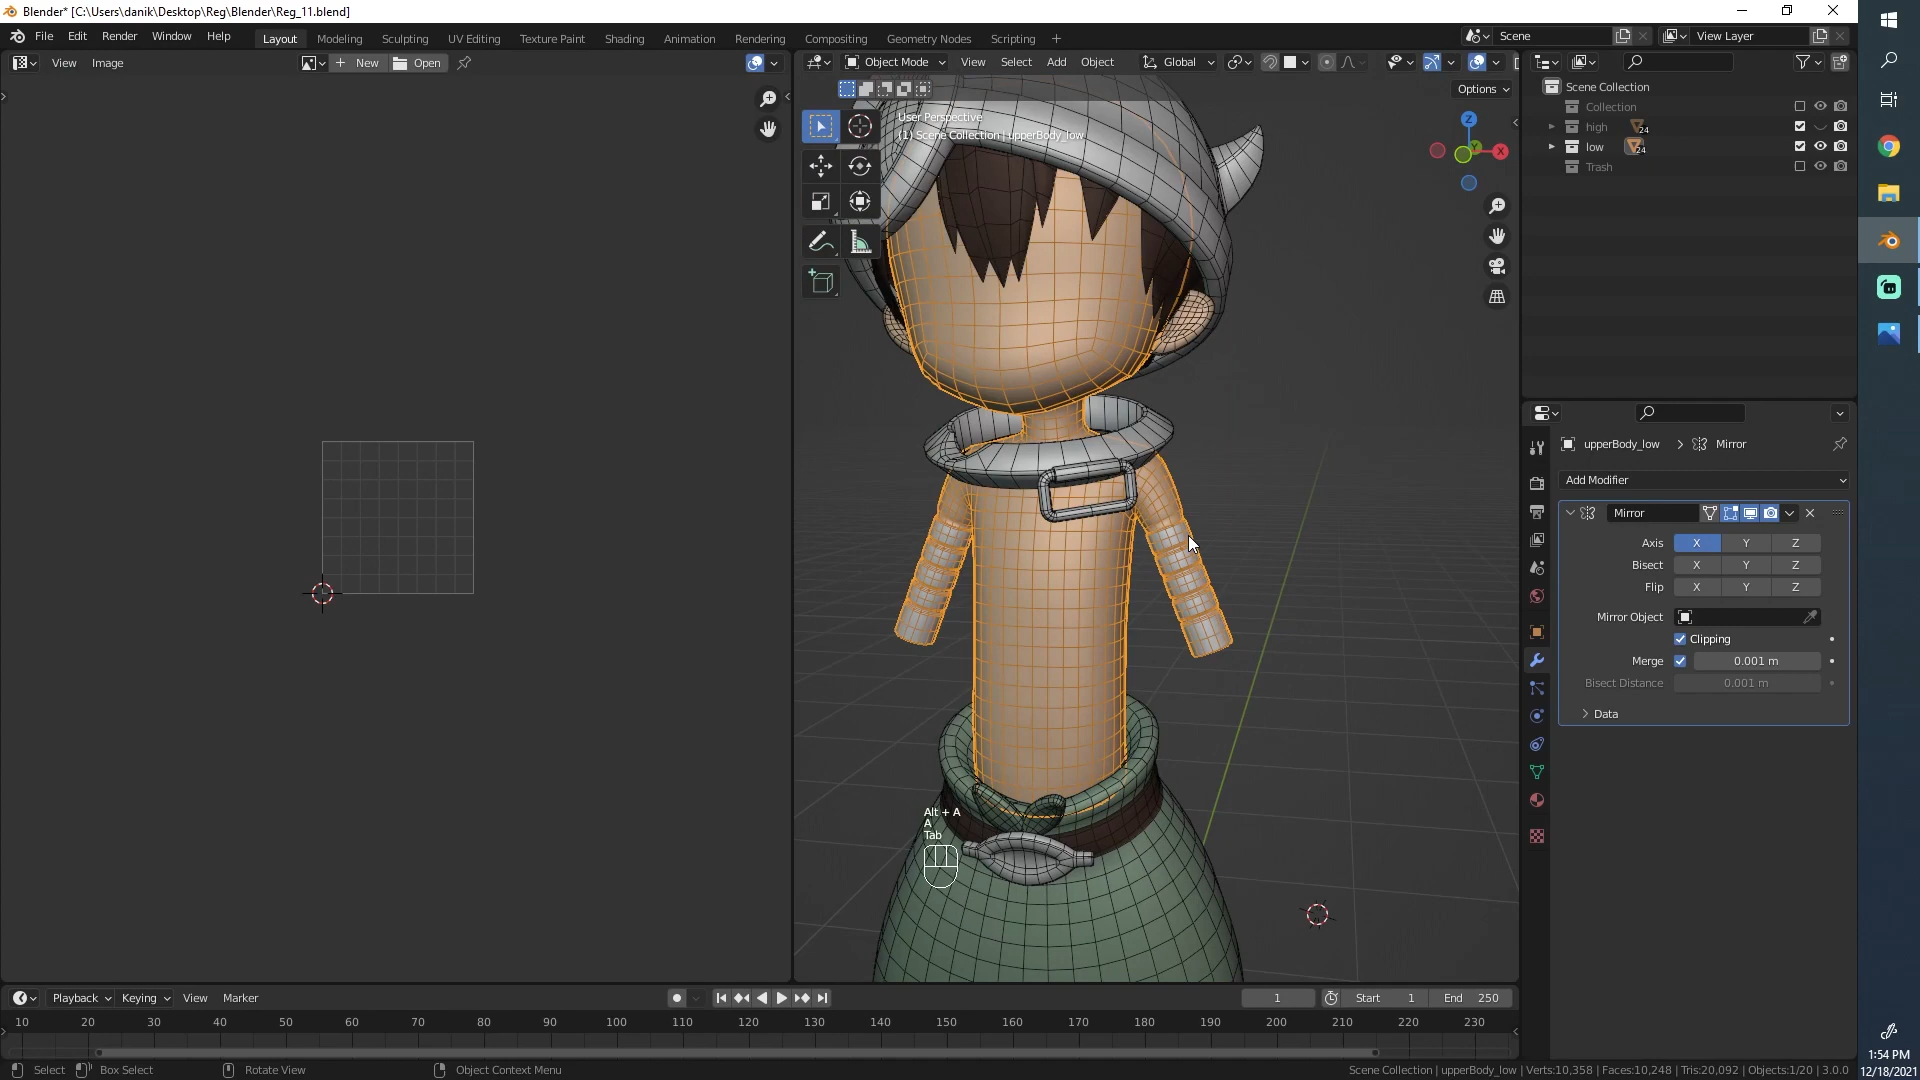 Blender* [C:\Users\danik\Desktop\Reg\Blender\Reg_11.blend]
File Edit Render Window Help Layout Modeling Sculpting UV Editing Texture Paint Shading Animation Rendering Compositing Geometry Nodes Scripting + Scene View Layer
View Image + New Open Object Mode View Select Add Object Global
Options
User Perspective
(1) Scene Collection | upperBody_low
Z
X
Y
Scene Collection
Collection
high 24
low 24
Trash
upperBody_low > Mirror
Add Modifier
Mirror
Axis X Y Z
Bisect X Y Z
Flip X Y Z
Mirror Object
Clipping
Merge 0.001 m
Bisect Distance 0.001 m
> Data
Alt + A
A
Tab
Playback Keying View Marker 1 Start 1 End 250
10 20 30 40 50 60 70 80 90 100 110 120 130 140 150 160 170 180 190 200 210 220 230
Select Box Select Rotate View Object Context Menu Scene Collection | upperBody_low | Verts:10,358 | Faces:10,248 | Tris:20,092 | Objects:1/20 | 3.0.0
1:54 PM
12/18/2021